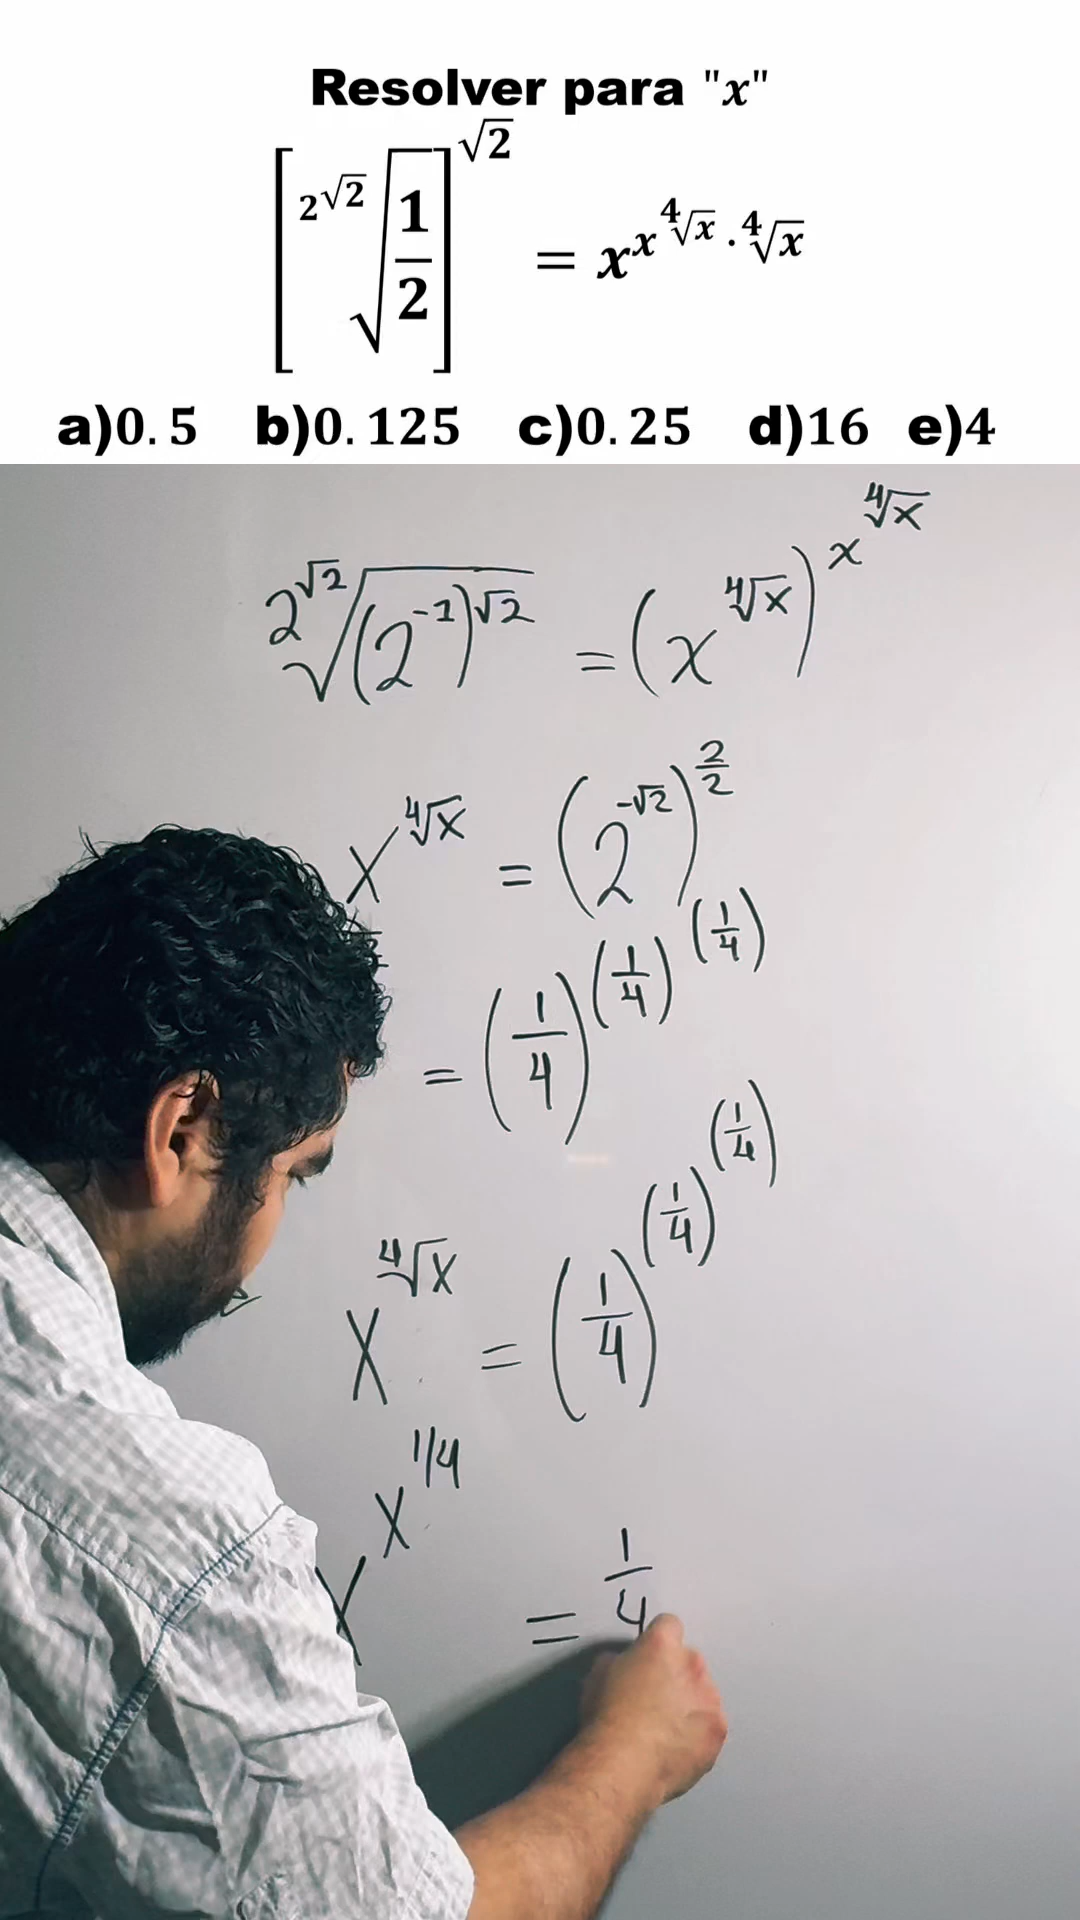 Resolver para "x"
[ 2^√2 √(1/2) ]^√2 = x^(x^(∜x) · ∜x)
a)0.5 b)0.125 c)0.25 d)16 e)4
2^√2 √((2^-1)^√2) = (x^(∜x))^(x^(∜x))
x^(∜x) = (2^(-√2))^(2/2)
= (1/4)^((1/4)^(1/4))
x^(∜x) = (1/4)^((1/4)^(1/4))
x^(x^(1/4)) = 1/4